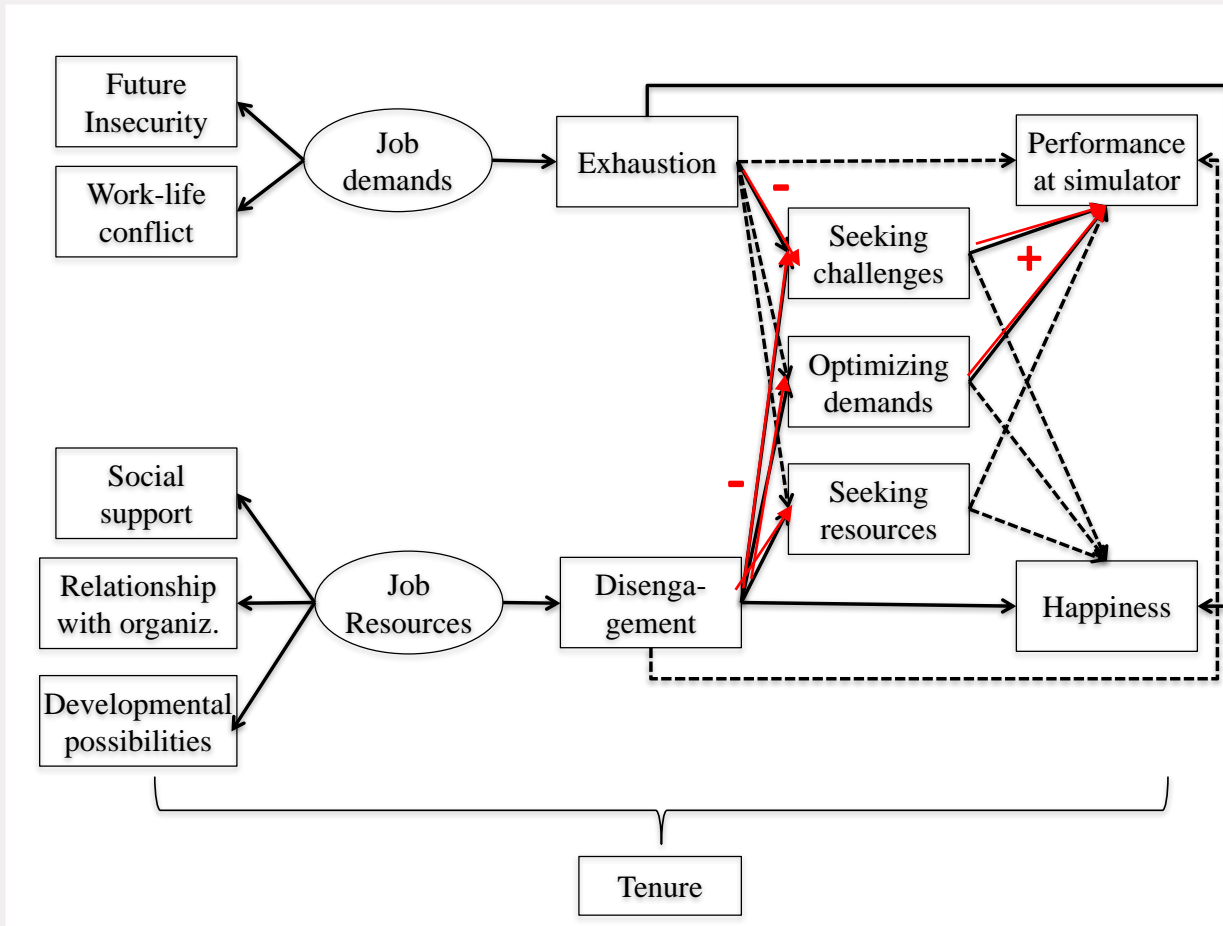 Future
Insecurity
Work-life
conflict
Job
demands
Exhaustion
Performance
at simulator
-
Seeking
challenges
+
Optimizing
demands
-
Seeking
resources
Social
support
Relationship
with organiz.
Developmental
possibilities
Job
Resources
Disenga-
gement
Happiness
Tenure